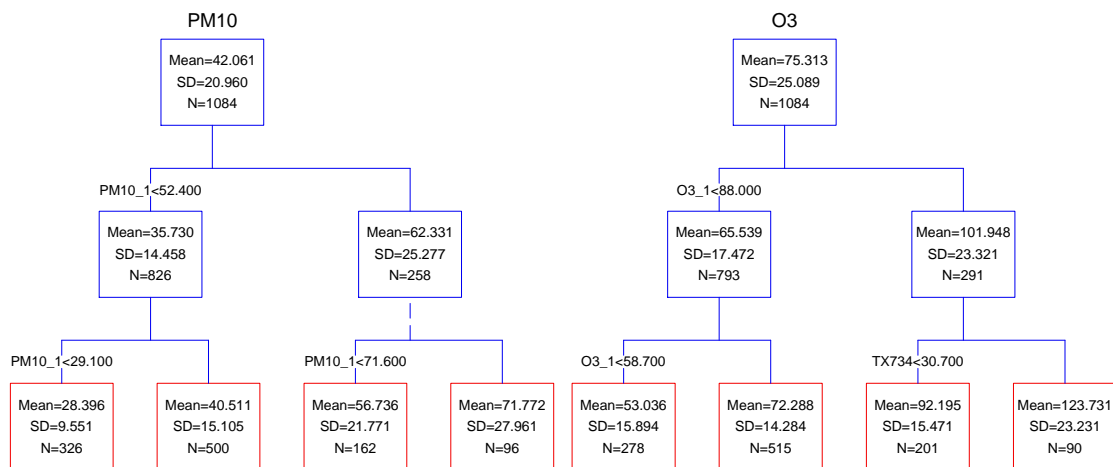 PM10
Mean=42.061
SD=20.960
N=1084
PM10_1<52.400
Mean=35.730
SD=14.458
N=826
Mean=62.331
SD=25.277
N=258
PM10_1<29.100
Mean=28.396
SD=9.551
N=326
Mean=40.511
SD=15.105
N=500
PM10_1<71.600
Mean=56.736
SD=21.771
N=162
Mean=71.772
SD=27.961
N=96
O3
Mean=75.313
SD=25.089
N=1084
O3_1<88.000
Mean=65.539
SD=17.472
N=793
Mean=101.948
SD=23.321
N=291
O3_1<58.700
Mean=53.036
SD=15.894
N=278
Mean=72.288
SD=14.284
N=515
TX734<30.700
Mean=92.195
SD=15.471
N=201
Mean=123.731
SD=23.231
N=90